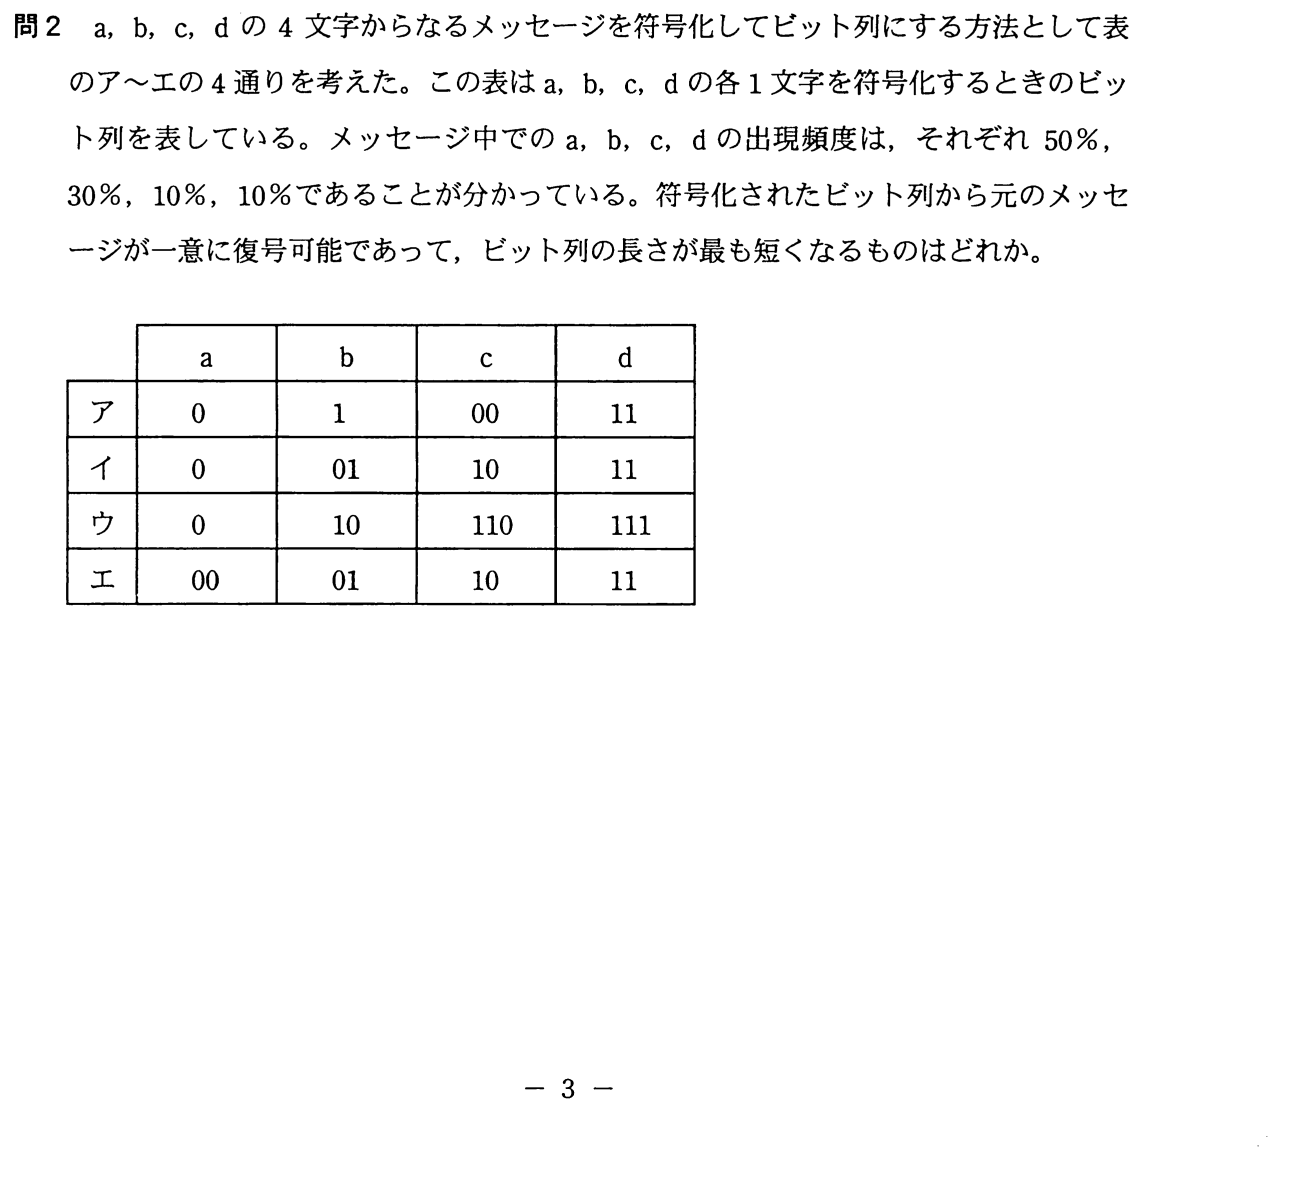 問2 a，b，c，d の 4 文字からなるメッセージを符号化してビット列にする方法として表
のア～エの 4 通りを考えた。この表は a，b，c，d の各 1 文字を符号化するときのビッ
ト列を表している。メッセージ中での a，b，c，d の出現頻度は，それぞれ 50％，
30％，10％，10％であることが分かっている。符号化されたビット列から元のメッセ
ージが一意に復号可能であって，ビット列の長さが最も短くなるものはどれか。
a b c d
ア 0 1 00 11
イ 0 01 10 11
ウ 0 10 110 111
エ 00 01 10 11
－ 3 －